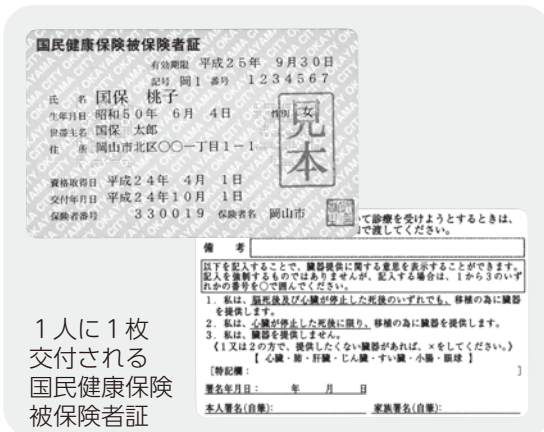 国民健康保険被保険者証
有効期限 平成25年 9月30日
記号 岡1 番号 1234567
氏 名 国保 桃子
生年月日 昭和50年 6月 4日 性別 女
世帯主名 国保 太郎
住 所 岡山市北区〇〇一丁目1-1
見本
資格取得日 平成24年 4月 1日
交付年月日 平成24年10月 1日
保険者番号 330019 保険者名 岡山市
いて診療を受けようとするときは、
で渡してください。
備 考
以下を記入することで、臓器提供に関する意思を表示することができます。
記入を強制するものではありませんが、記入する場合は、1から3のいず
れかの番号を〇で囲んでください。
1. 私は、脳死後及び心臓が停止した死後のいずれでも、移植の為に臓器
を提供します。
2. 私は、心臓が停止した死後に限り、移植の為に臓器を提供します。
3. 私は、臓器を提供しません。
《1又は2の方で、提供したくない臓器があれば、×をしてください。》
【 心臓・肺・肝臓・じん臓・すい臓・小腸・眼球 】
[特記欄: ]
署名年月日: 年 月 日
本人署名(自筆): 家族署名(自筆):
1人に1枚
交付される
国民健康保険
被保険者証